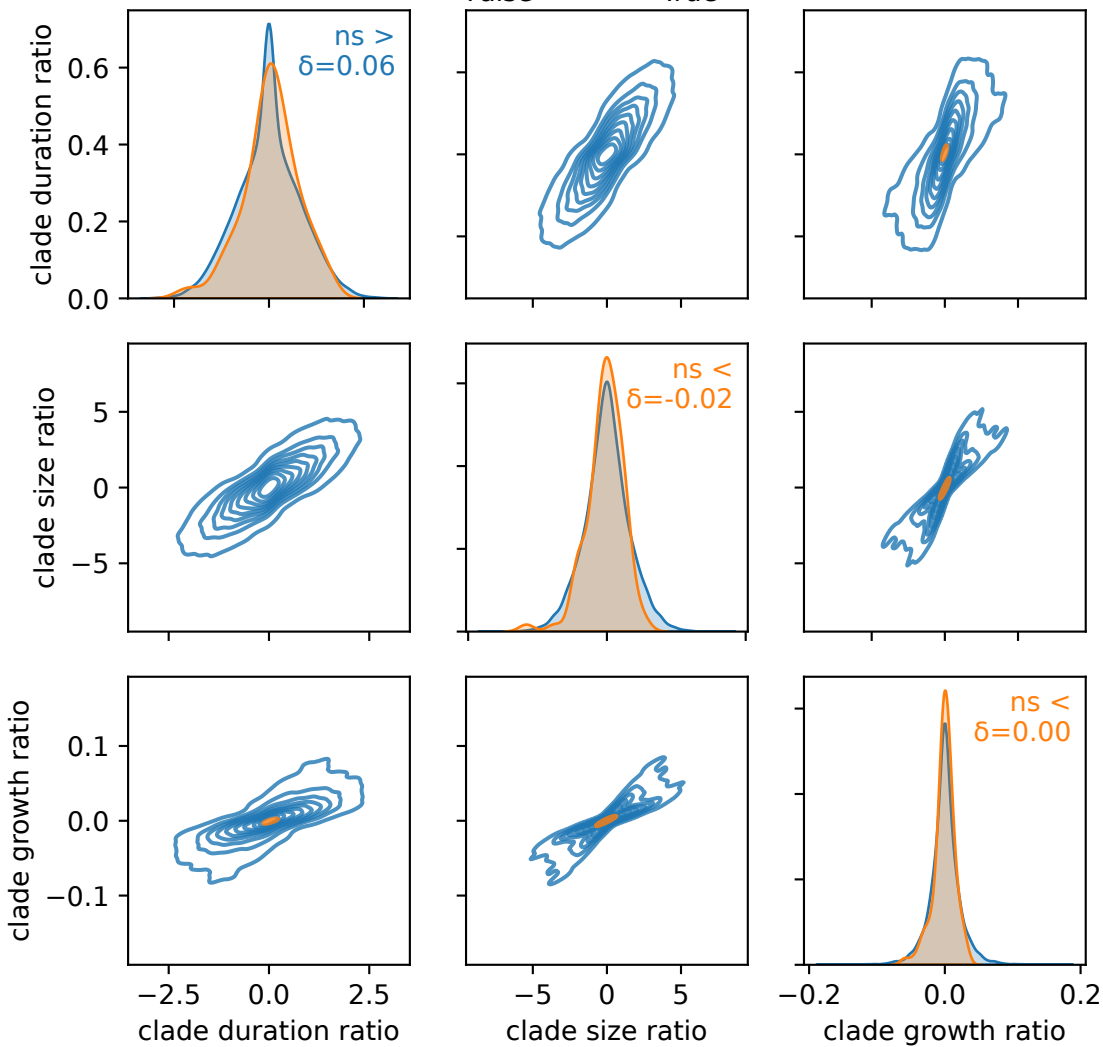 clade duration ratio
0.6
0.4
0.2
0.0
ns >
δ=0.06
clade size ratio
5
0
−5
ns <
δ=-0.02
clade growth ratio
0.1
0.0
−0.1
ns <
δ=0.00
−2.5 0.0 2.5
−5 0 5
−0.2 0.0 0.2
clade duration ratio
clade size ratio
clade growth ratio